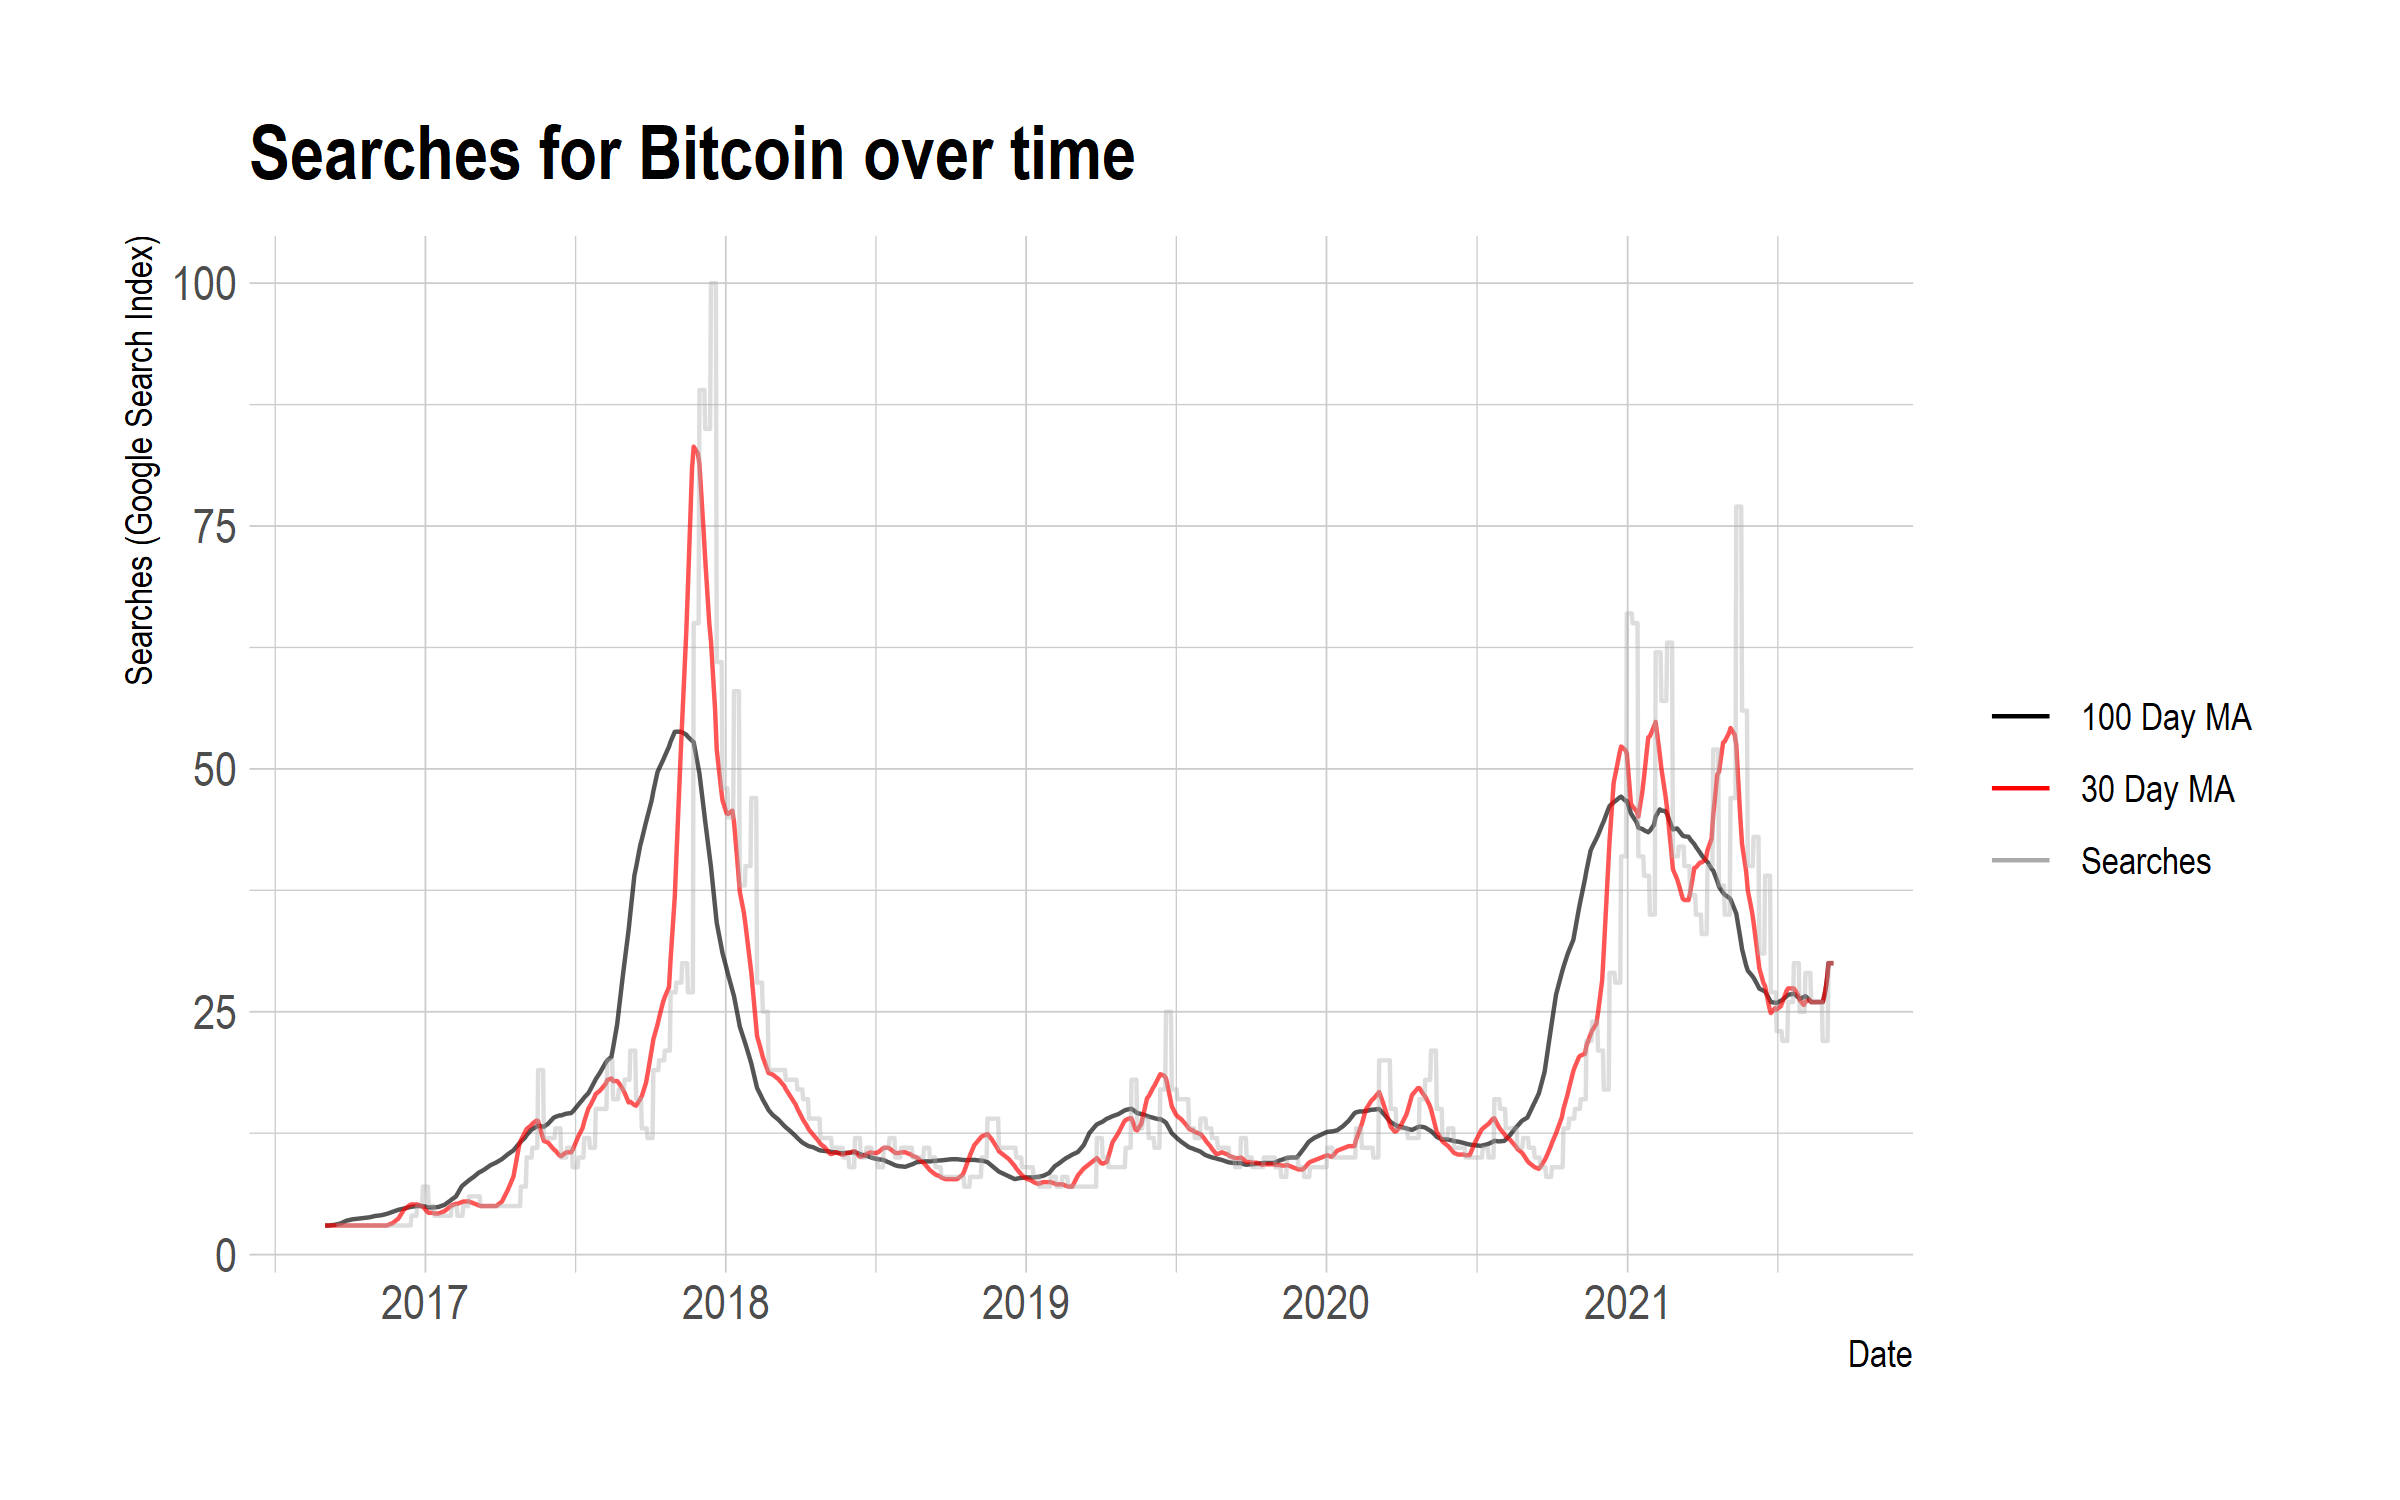 Searches for Bitcoin over time
Searches (Google Search Index)
100
75
50
25
0
2017
2018
2019
2020
2021
Date
100 Day MA
30 Day MA
Searches